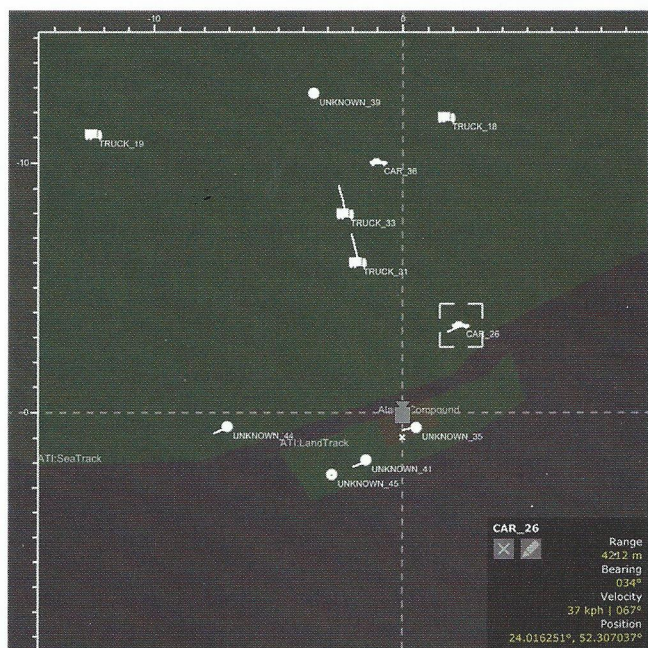 -10
0
UNKNOWN_39
TRUCK_18
TRUCK_19
-10
CAR_36
TRUCK_33
TRUCK_31
CAR_26
-0
Compound
UNKNOWN_44
UNKNOWN_35
ATI:LandTrack
ATI:SeaTrack
UNKNOWN_41
UNKNOWN_45
CAR_26
Range
4212 m
Bearing
034°
Velocity
37 kph | 067°
Position
24.016251°, 52.307037°